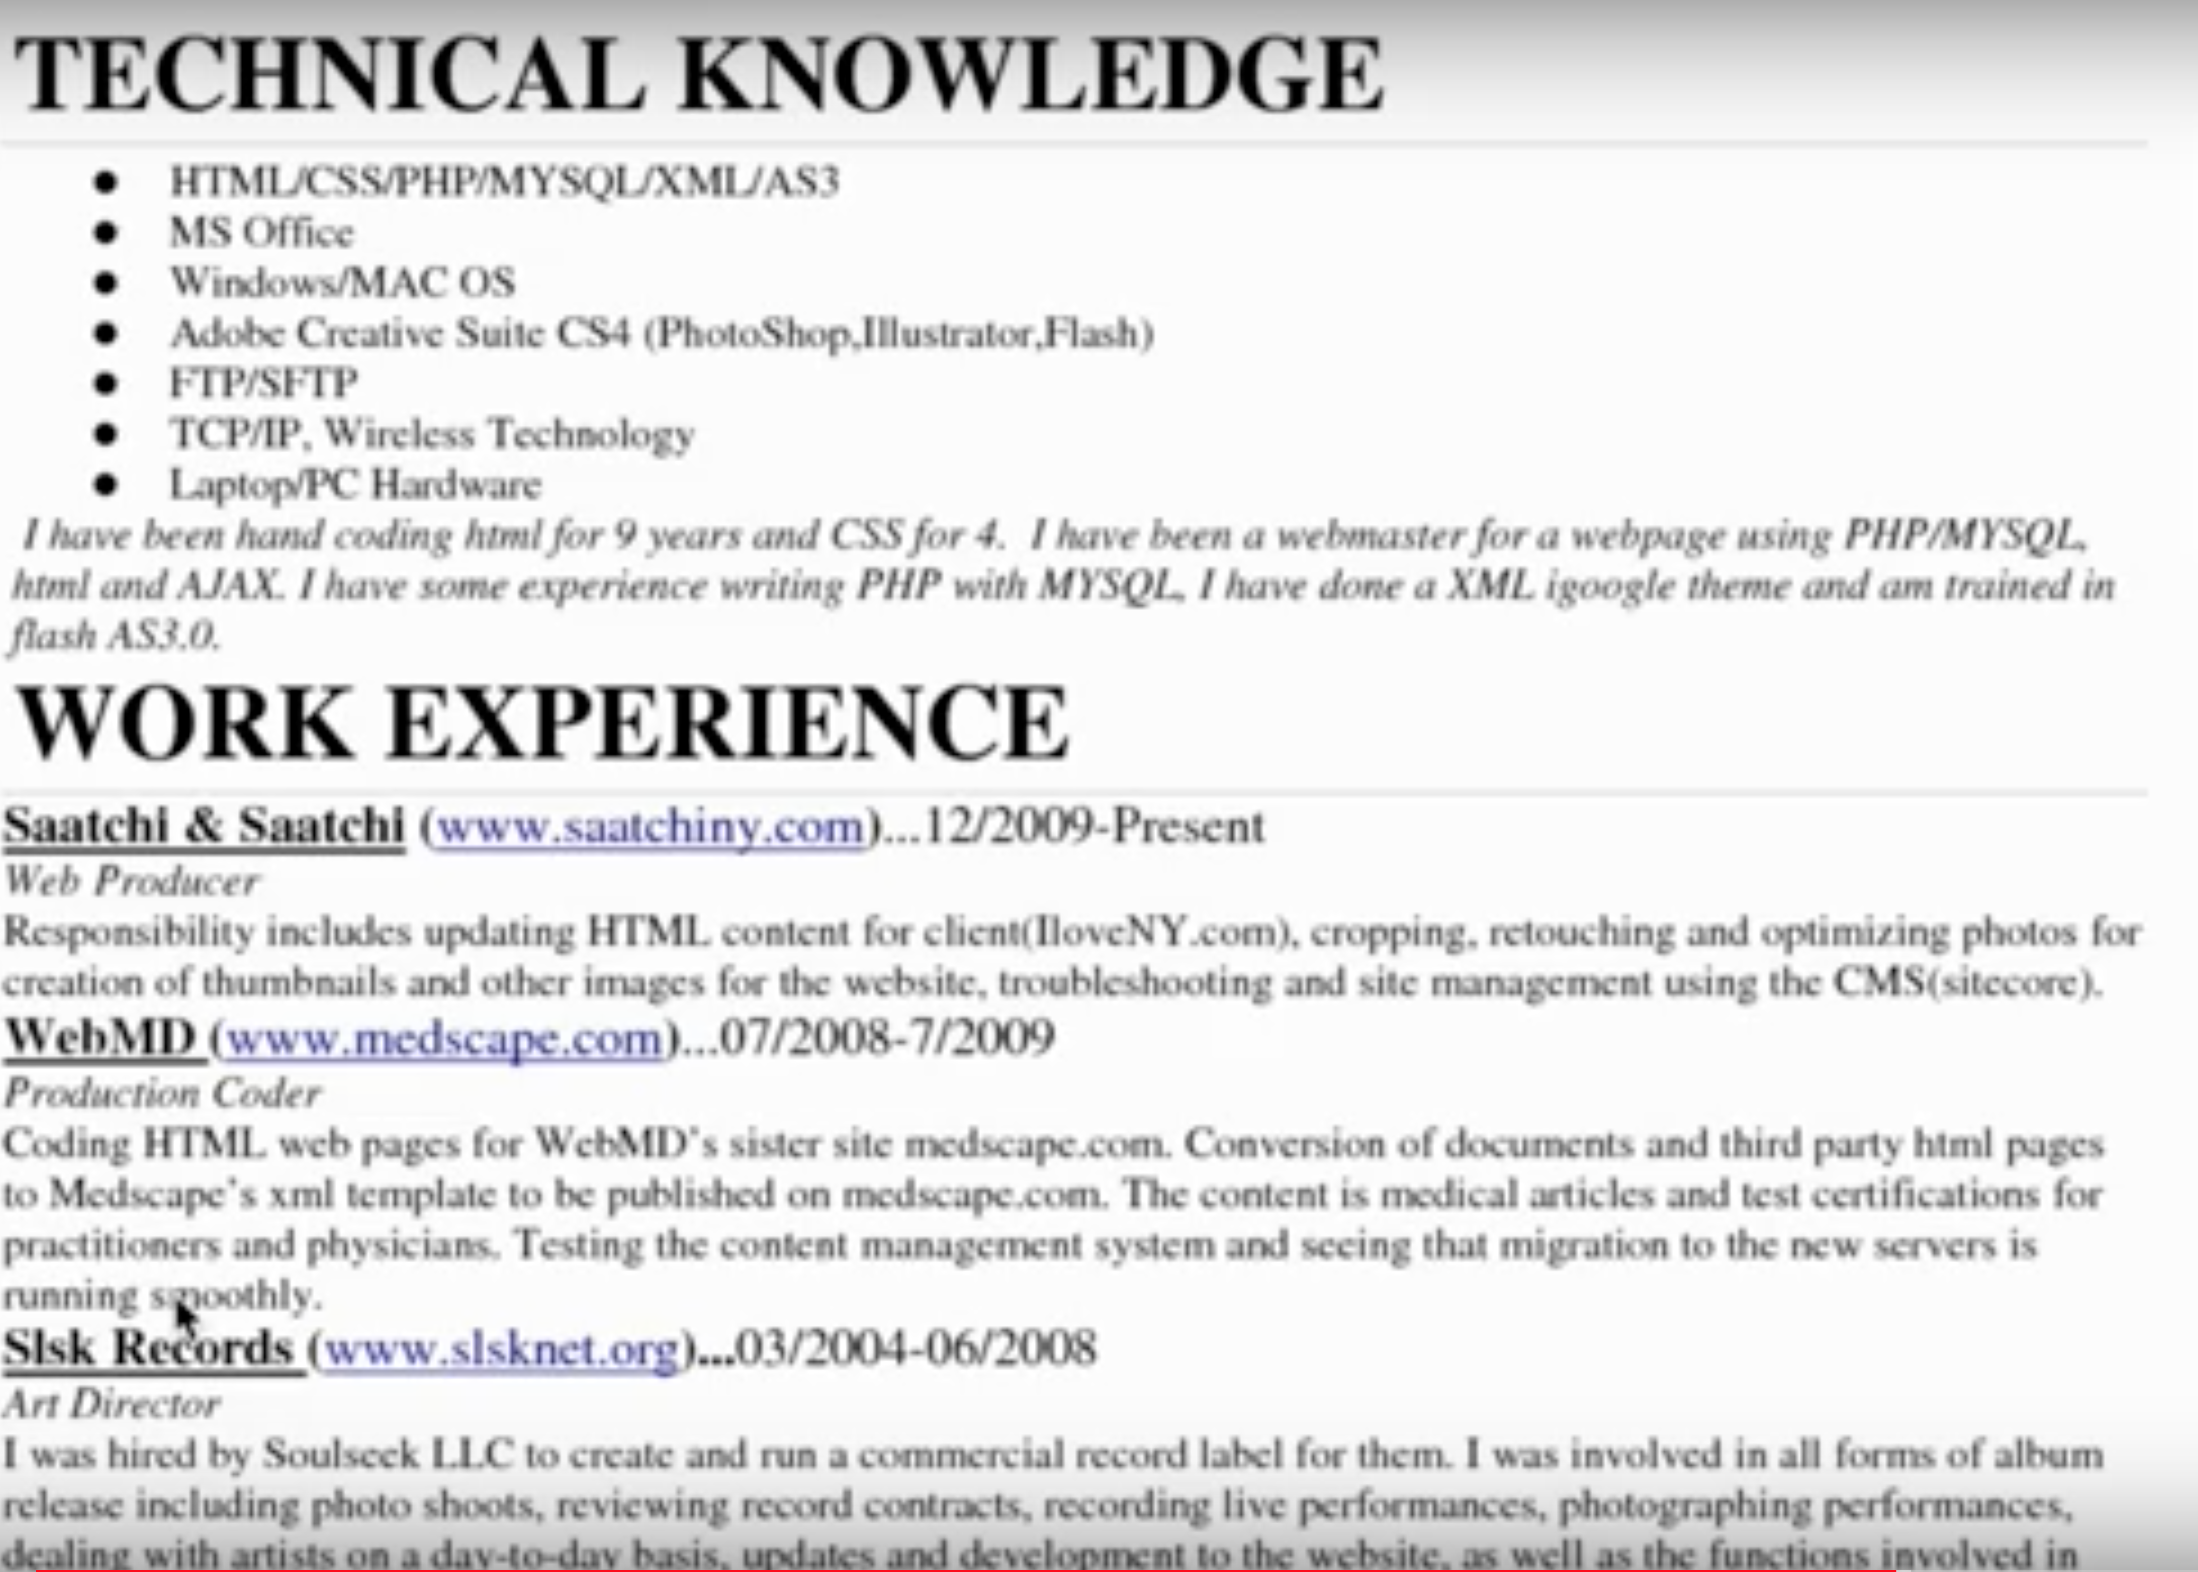 TECHNICAL KNOWLEDGE
● HTML/CSS/PHP/MYSQL/XML/AS3
● MS Office
● Windows/MAC OS
● Adobe Creative Suite CS4 (PhotoShop,Illustrator,Flash)
● FTP/SFTP
● TCP/IP, Wireless Technology
● Laptop/PC Hardware
I have been hand coding html for 9 years and CSS for 4. I have been a webmaster for a webpage using PHP/MYSQL,
html and AJAX. I have some experience writing PHP with MYSQL, I have done a XML igoogle theme and am trained in
flash AS3.0.
WORK EXPERIENCE
Saatchi & Saatchi (www.saatchiny.com)...12/2009-Present
Web Producer
Responsibility includes updating HTML content for client(IloveNY.com), cropping, retouching and optimizing photos for
creation of thumbnails and other images for the website, troubleshooting and site management using the CMS(sitecore).
WebMD (www.medscape.com)...07/2008-7/2009
Production Coder
Coding HTML web pages for WebMD's sister site medscape.com. Conversion of documents and third party html pages
to Medscape's xml template to be published on medscape.com. The content is medical articles and test certifications for
practitioners and physicians. Testing the content management system and seeing that migration to the new servers is
running smoothly.
Slsk Records (www.slsknet.org)...03/2004-06/2008
Art Director
I was hired by Soulseek LLC to create and run a commercial record label for them. I was involved in all forms of album
release including photo shoots, reviewing record contracts, recording live performances, photographing performances,
dealing with artists on a day-to-day basis, updates and development to the website, as well as the functions involved in